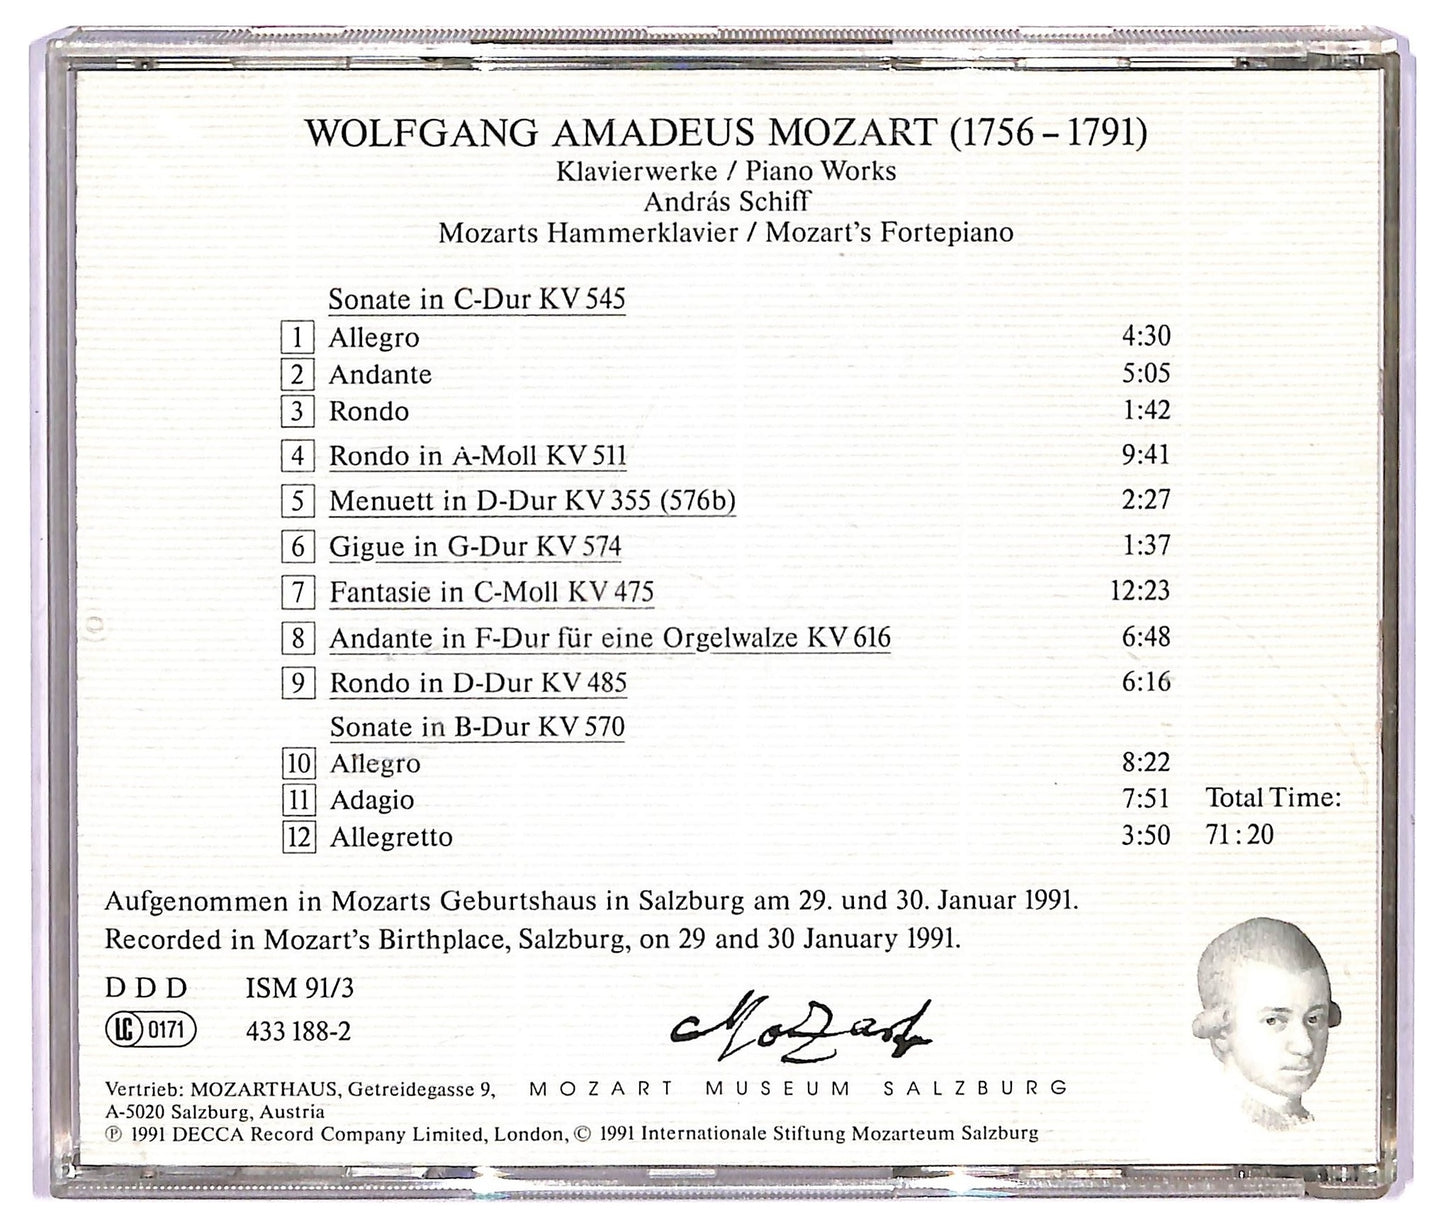 WOLFGANG AMADEUS MOZART (1756 – 1791)
Klavierwerke / Piano Works
András Schiff
Mozarts Hammerklavier / Mozart's Fortepiano
Sonate in C-Dur KV 545
1 Allegro 4:30
2 Andante 5:05
3 Rondo 1:42
4 Rondo in A-Moll KV 511 9:41
5 Menuett in D-Dur KV 355 (576b) 2:27
6 Gigue in G-Dur KV 574 1:37
7 Fantasie in C-Moll KV 475 12:23
8 Andante in F-Dur für eine Orgelwalze KV 616 6:48
9 Rondo in D-Dur KV 485 6:16
Sonate in B-Dur KV 570
10 Allegro 8:22
11 Adagio 7:51 Total Time:
12 Allegretto 3:50 71:20
Aufgenommen in Mozarts Geburtshaus in Salzburg am 29. und 30. Januar 1991.
Recorded in Mozart's Birthplace, Salzburg, on 29 and 30 January 1991.
D D D ISM 91/3
LC 0171 433 188-2
Mozart
Vertrieb: MOZARTHAUS, Getreidegasse 9, MOZART MUSEUM SALZBURG
A-5020 Salzburg, Austria
℗ 1991 DECCA Record Company Limited, London, © 1991 Internationale Stiftung Mozarteum Salzburg